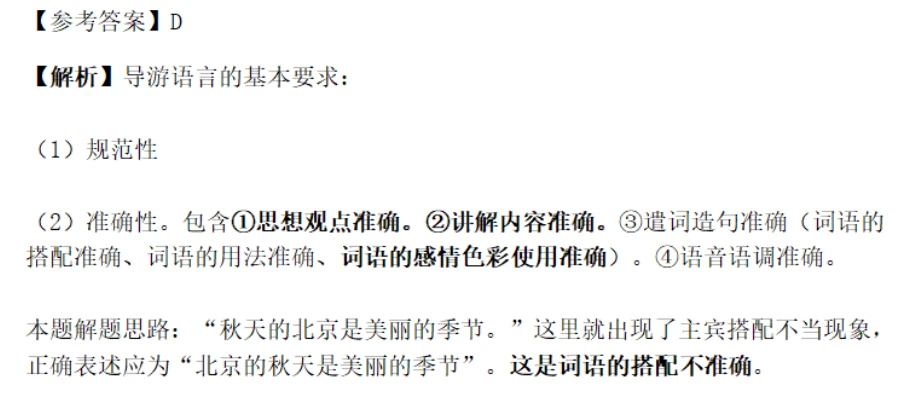 【参考答案】D
【解析】导游语言的基本要求：
（1）规范性
（2）准确性。包含①思想观点准确。②讲解内容准确。③遣词造句准确（词语的
搭配准确、词语的用法准确、词语的感情色彩使用准确）。④语音语调准确。
本题解题思路：“秋天的北京是美丽的季节。”这里就出现了主宾搭配不当现象，
正确表述应为“北京的秋天是美丽的季节”。这是词语的搭配不准确。